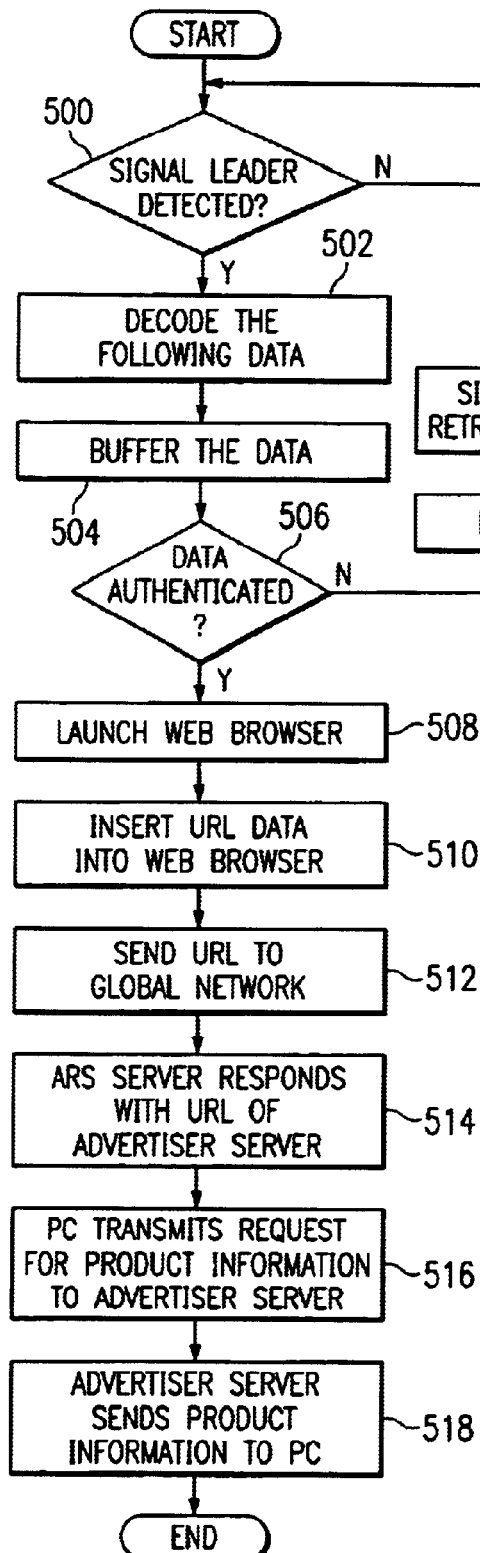 START
500
SIGNAL LEADER
DETECTED?
N
Y
502
DECODE THE
FOLLOWING DATA
BUFFER THE DATA
504
506
DATA
AUTHENTICATED
?
N
Y
LAUNCH WEB BROWSER
508
INSERT URL DATA
INTO WEB BROWSER
510
SEND URL TO
GLOBAL NETWORK
512
ARS SERVER RESPONDS
WITH URL OF
ADVERTISER SERVER
514
PC TRANSMITS REQUEST
FOR PRODUCT INFORMATION
TO ADVERTISER SERVER
516
ADVERTISER SERVER
SENDS PRODUCT
INFORMATION TO PC
518
END